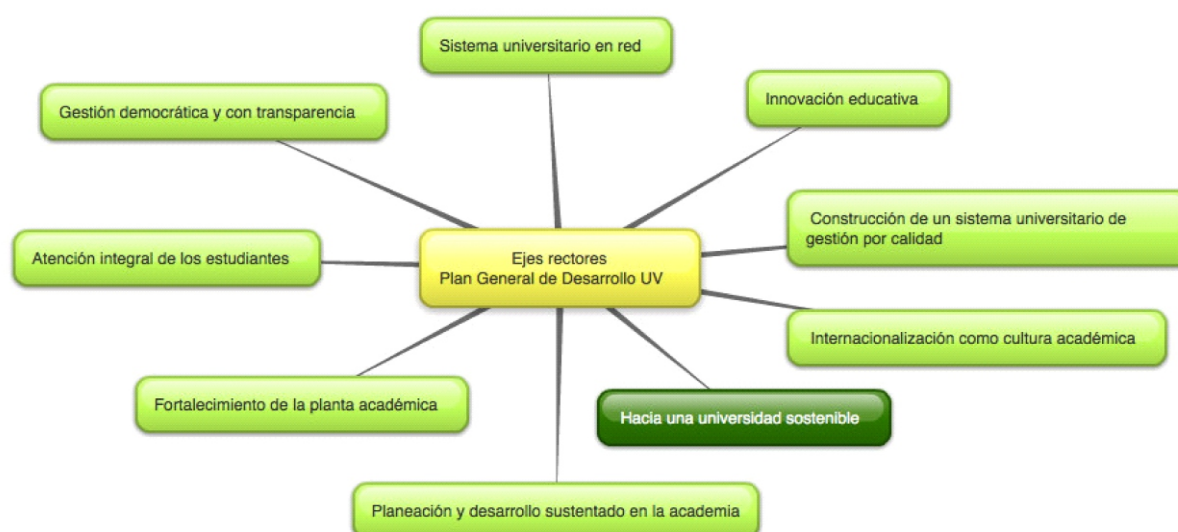 Sistema universitario en red
Innovación educativa
Gestión democrática y con transparencia
Construcción de un sistema universitario de
gestión por calidad
Atención integral de los estudiantes
Ejes rectores
Plan General de Desarrollo UV
Internacionalización como cultura académica
Fortalecimiento de la planta académica
Hacia una universidad sostenible
Planeación y desarrollo sustentado en la academia